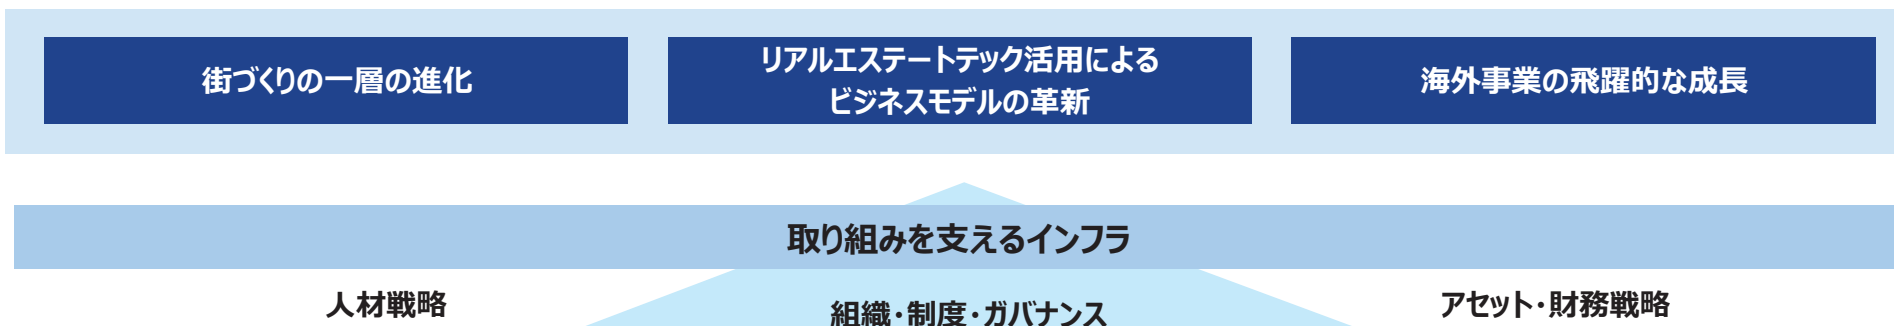 街づくりの一層の進化
リアルエステートテック活用による
ビジネスモデルの革新
海外事業の飛躍的な成長
取り組みを支えるインフラ
人材戦略
組織・制度・ガバナンス
アセット・財務戦略